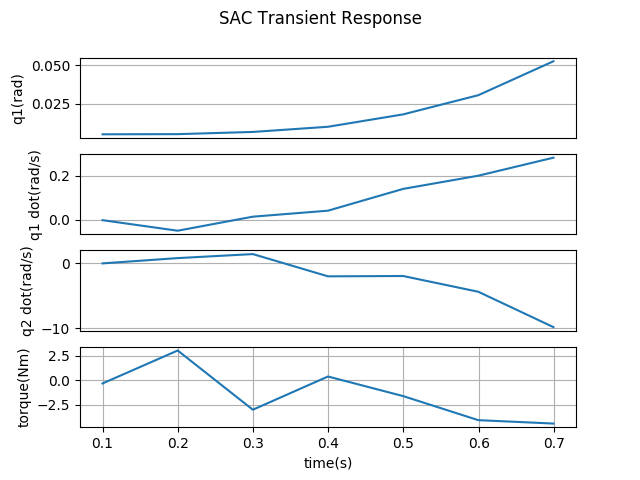 SAC Transient Response
q1(rad)
0.050
0.025
q1 dot(rad/s)
0.2
0.0
q2 dot(rad/s)
0
−10
torque(Nm)
2.5
0.0
−2.5
0.1 0.2 0.3 0.4 0.5 0.6 0.7
time(s)